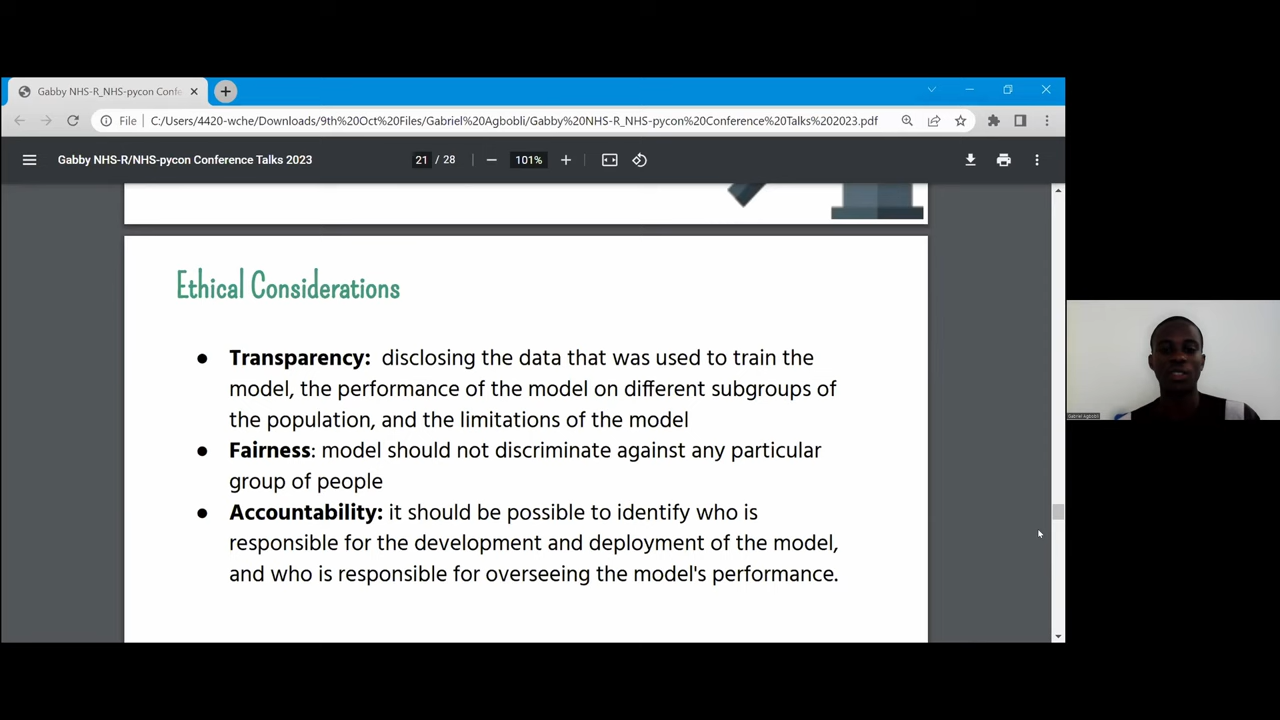 Gabby NHS-R_NHS-pycon Confe
File C:/Users/4420-wche/Downloads/9th%20Oct%20Files/Gabriel%20Agbobli/Gabby%20NHS-R_NHS-pycon%20Conference%20Talks%202023.pdf
Gabby NHS-R/NHS-pycon Conference Talks 2023 21 / 28 101%
Ethical Considerations
● Transparency: disclosing the data that was used to train the
model, the performance of the model on different subgroups of
the population, and the limitations of the model
● Fairness: model should not discriminate against any particular
group of people
● Accountability: it should be possible to identify who is
responsible for the development and deployment of the model,
and who is responsible for overseeing the model's performance.
Gabriel Agbobli